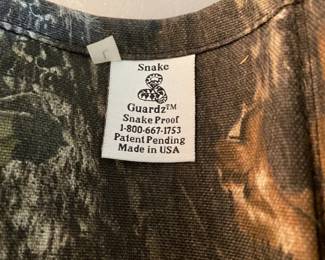 Snake
Guardz™
Snake Proof
1-800-667-1753
Patent Pending
Made in USA